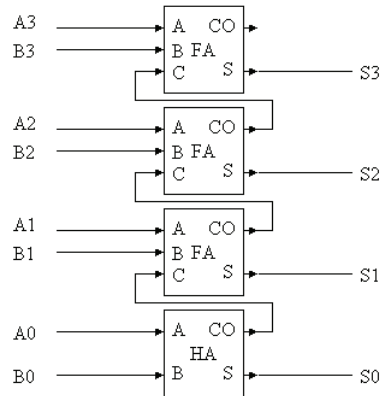 A3 A CO
B3 B FA
C S S3
A2 A CO
B2 B FA
C S S2
A1 A CO
B1 B FA
C S S1
A0 A CO
HA
B0 B S S0